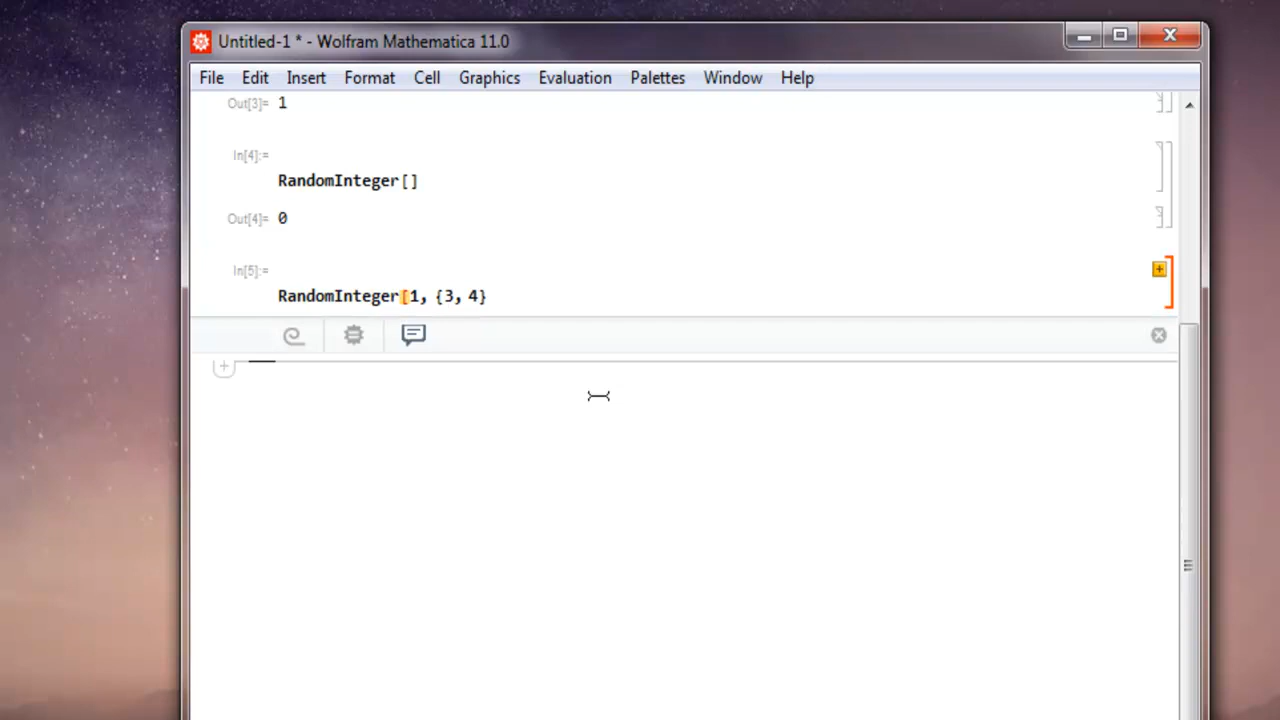 Untitled-1 * - Wolfram Mathematica 11.0
File Edit Insert Format Cell Graphics Evaluation Palettes Window Help
Out[3]= 1
In[4]:=
RandomInteger[]
Out[4]= 0
In[5]:=
RandomInteger[1, {3, 4}